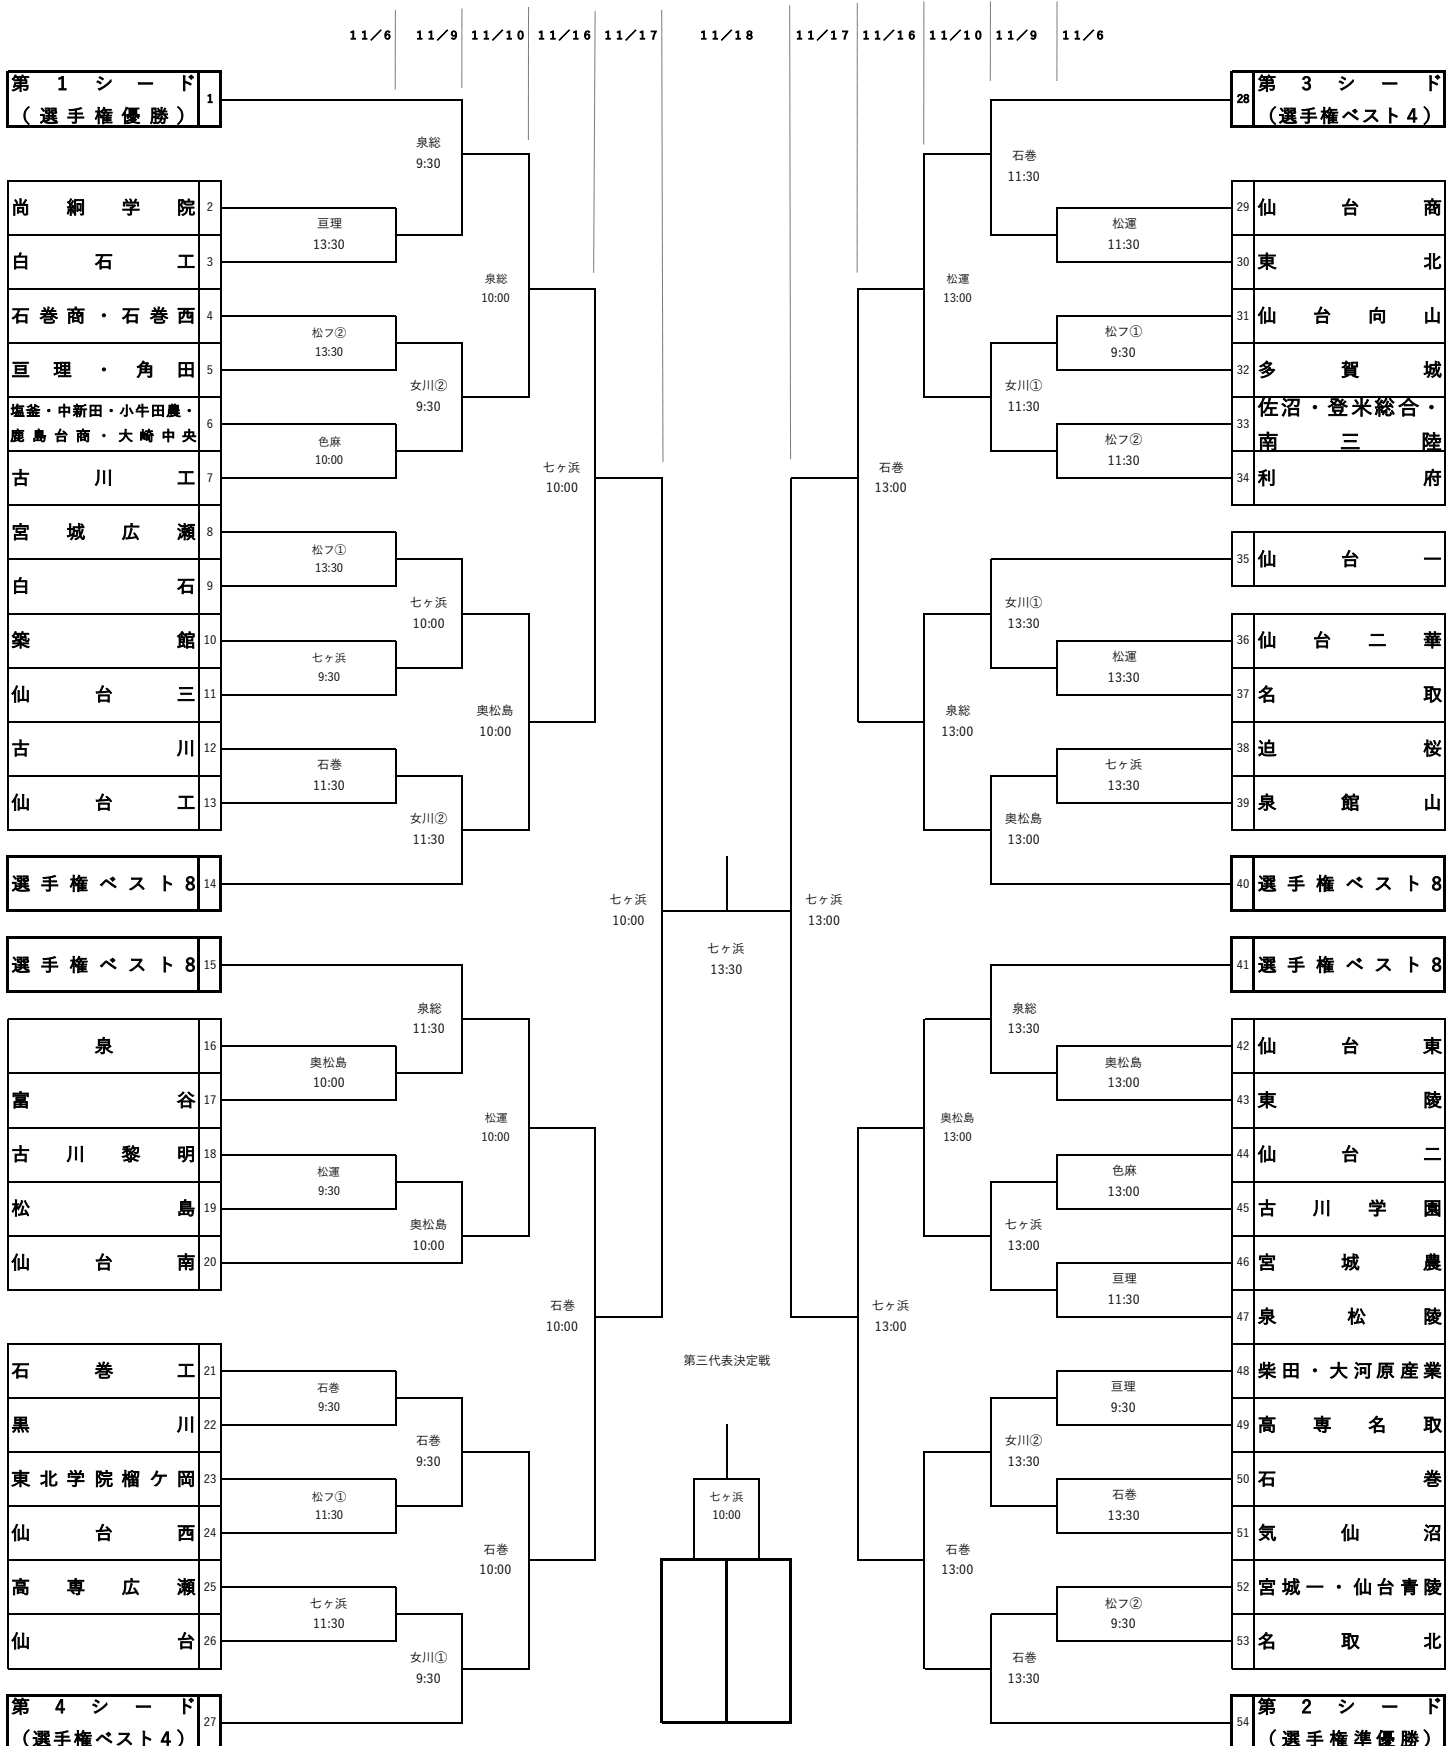 11/6 11/9 11/10 11/16 11/17 11/18 11/17 11/16 11/10 11/9 11/6
第1シード
（選手権優勝）
1
尚絅学院 2
白石工 3
石巻商・石巻西 4
亘理・角田 5
塩釜・中新田・小牛田農・
鹿島台商・大崎中央
6
古川工 7
宮城広瀬 8
白石 9
築館 10
仙台三 11
古川 12
仙台工 13
選手権ベスト8 14
選手権ベスト8 15
泉 16
富谷 17
古川黎明 18
松島 19
仙台南 20
石巻工 21
黒川 22
東北学院榴ケ岡 23
仙台西 24
高専広瀬 25
仙台 26
第4シード
（選手権ベスト4）
27
亘理
13:30
松フ②
13:30
色麻
10:00
松フ①
13:30
七ヶ浜
9:30
石巻
11:30
奥松島
10:00
松運
9:30
石巻
9:30
松フ①
11:30
七ヶ浜
11:30
泉総
9:30
女川②
9:30
七ヶ浜
10:00
女川②
11:30
泉総
11:30
奥松島
10:00
石巻
9:30
女川①
9:30
泉総
10:00
奥松島
10:00
松運
10:00
石巻
10:00
七ヶ浜
10:00
石巻
10:00
七ヶ浜
10:00
七ヶ浜
13:30
第三代表決定戦
七ヶ浜
10:00
七ヶ浜
13:00
石巻
13:00
七ヶ浜
13:00
松運
13:00
泉総
13:00
奥松島
13:00
石巻
13:00
石巻
11:30
女川①
11:30
女川①
13:30
奥松島
13:00
泉総
13:30
七ヶ浜
13:00
女川②
13:30
石巻
13:30
松運
11:30
松フ①
9:30
松フ②
11:30
松運
13:30
七ヶ浜
13:30
奥松島
13:00
色麻
13:00
亘理
11:30
亘理
9:30
石巻
13:30
松フ②
9:30
28
第3シード
（選手権ベスト4）
29 仙台商
30 東北
31 仙台向山
32 多賀城
33
佐沼・登米総合・
南三陸
34 利府
35 仙台一
36 仙台二華
37 名取
38 迫桜
39 泉館山
40 選手権ベスト8
41 選手権ベスト8
42 仙台東
43 東陵
44 仙台二
45 古川学園
46 宮城農
47 泉松陵
48 柴田・大河原産業
49 高専名取
50 石巻
51 気仙沼
52 宮城一・仙台青陵
53 名取北
54
第2シード
（選手権準優勝）